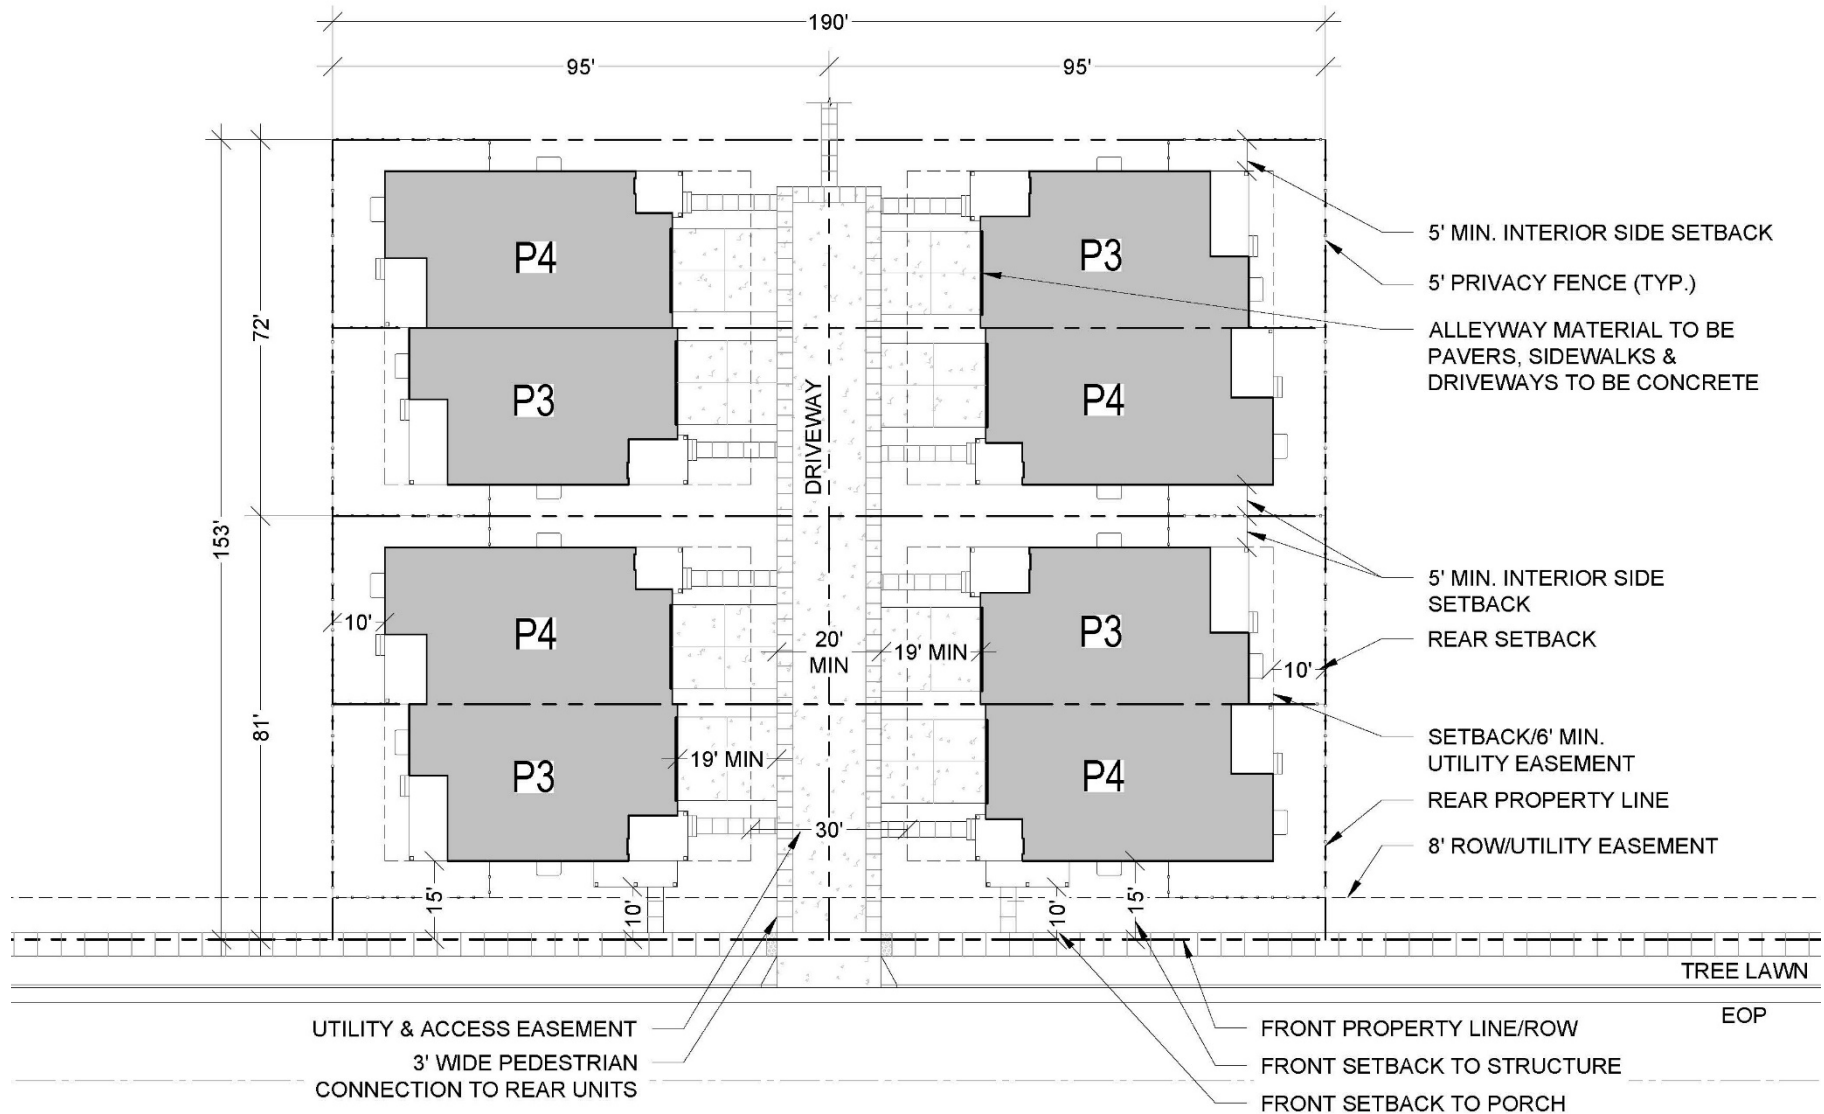 190'
95'
95'
5' MIN. INTERIOR SIDE SETBACK
P4
P3
5' PRIVACY FENCE (TYP.)
ALLEYWAY MATERIAL TO BE
PAVERS, SIDEWALKS &
DRIVEWAYS TO BE CONCRETE
72'
P3
DRIVEWAY
P4
153'
5' MIN. INTERIOR SIDE
SETBACK
10'
P4
20'
MIN
19' MIN
P3
10'
REAR SETBACK
81'
SETBACK/6' MIN.
UTILITY EASEMENT
P3
19' MIN
P4
REAR PROPERTY LINE
30'
8' ROW/UTILITY EASEMENT
15'
10'
10'
15'
TREE LAWN
EOP
UTILITY & ACCESS EASEMENT
3' WIDE PEDESTRIAN
CONNECTION TO REAR UNITS
FRONT PROPERTY LINE/ROW
FRONT SETBACK TO STRUCTURE
FRONT SETBACK TO PORCH